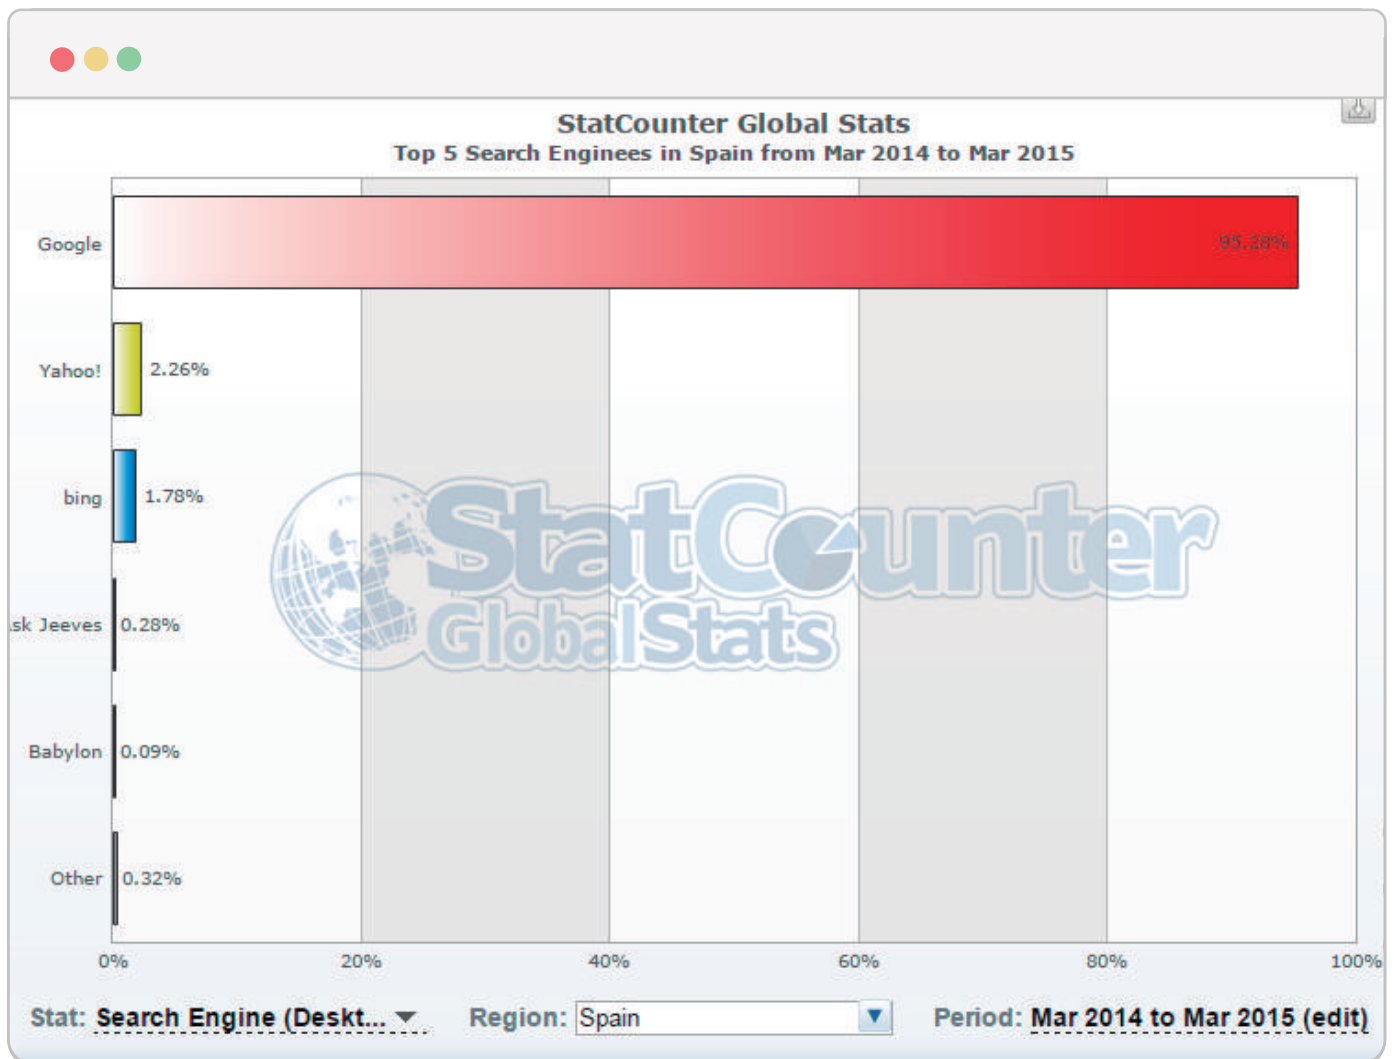 StatCounter Global Stats
Top 5 Search Enginees in Spain from Mar 2014 to Mar 2015
Google 95.28%
Yahoo! 2.26%
bing 1.78%
sk Jeeves 0.28%
Babylon 0.09%
Other 0.32%
StatCounter
GlobalStats
0% 20% 40% 60% 80% 100%
Stat: Search Engine (Deskt... Region: Spain Period: Mar 2014 to Mar 2015 (edit)